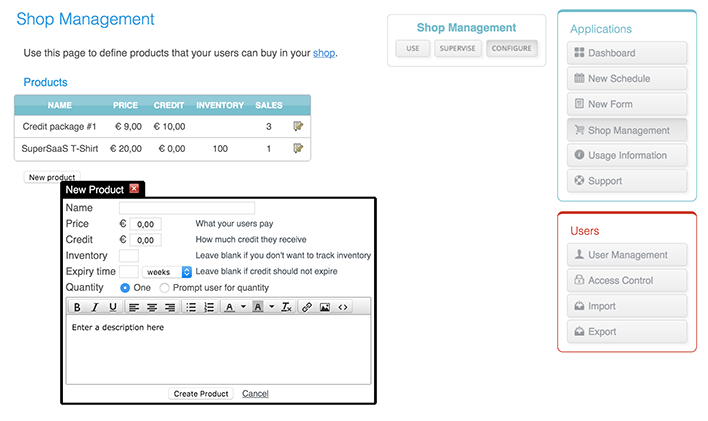 Shop Management
Use this page to define products that your users can buy in your shop.
Products
NAME PRICE CREDIT INVENTORY SALES
Credit package #1 € 9,00 € 10,00 3
SuperSaaS T-Shirt € 20,00 € 0,00 100 1
New product
New Product
Name
Price € 0,00 What your users pay
Credit € 0,00 How much credit they receive
Inventory Leave blank if you don't want to track inventory
Expiry time weeks Leave blank if credit should not expire
Quantity One Prompt user for quantity
B I U A A Tx
Enter a description here
Create Product Cancel
Shop Management
USE SUPERVISE CONFIGURE
Applications
Dashboard
New Schedule
New Form
Shop Management
Usage Information
Support
Users
User Management
Access Control
Import
Export